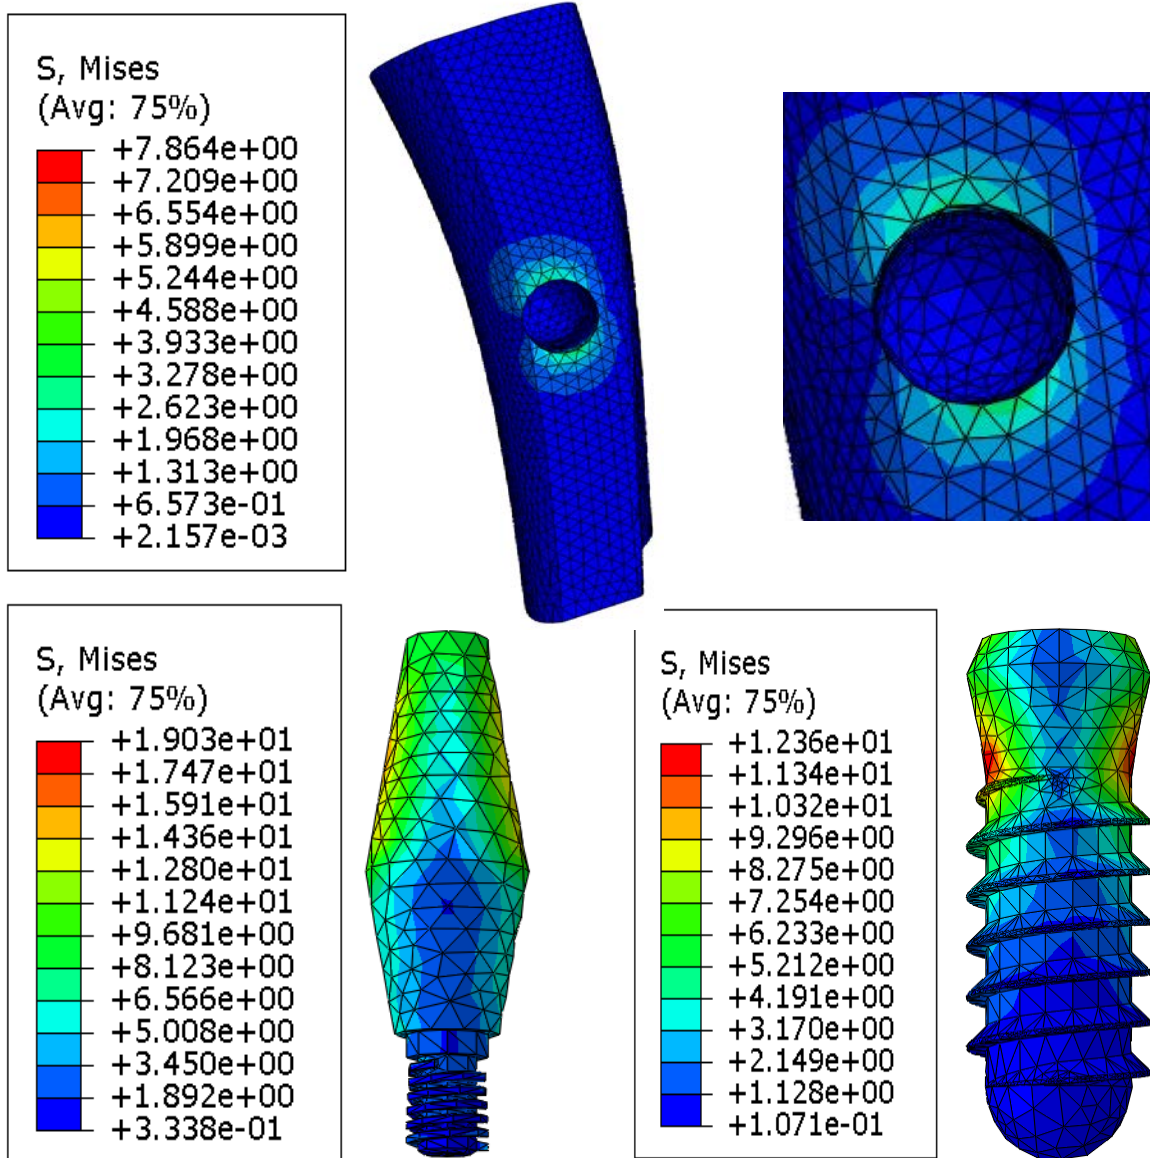 S, Mises
(Avg: 75%)
+7.864e+00
+7.209e+00
+6.554e+00
+5.899e+00
+5.244e+00
+4.588e+00
+3.933e+00
+3.278e+00
+2.623e+00
+1.968e+00
+1.313e+00
+6.573e-01
+2.157e-03
S, Mises
(Avg: 75%)
+1.903e+01
+1.747e+01
+1.591e+01
+1.436e+01
+1.280e+01
+1.124e+01
+9.681e+00
+8.123e+00
+6.566e+00
+5.008e+00
+3.450e+00
+1.892e+00
+3.338e-01
S, Mises
(Avg: 75%)
+1.236e+01
+1.134e+01
+1.032e+01
+9.296e+00
+8.275e+00
+7.254e+00
+6.233e+00
+5.212e+00
+4.191e+00
+3.170e+00
+2.149e+00
+1.128e+00
+1.071e-01